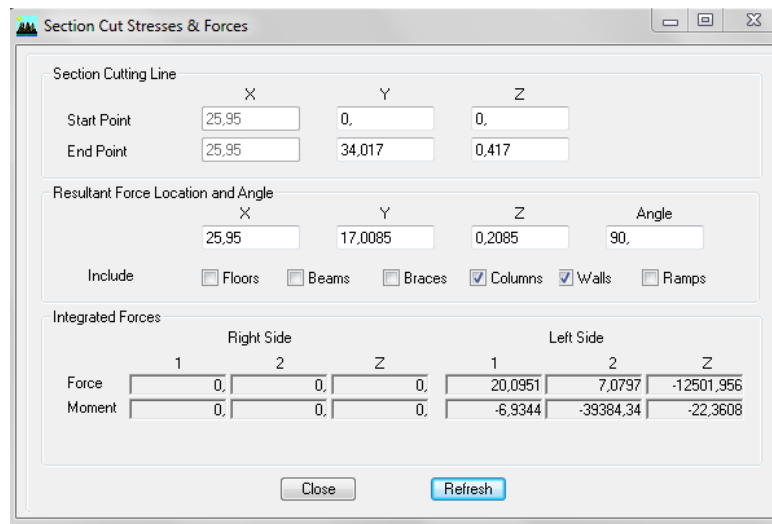 Section Cut Stresses & Forces
Section Cutting Line
X Y Z
Start Point 25,95 0, 0,
End Point 25,95 34,017 0,417
Resultant Force Location and Angle
X Y Z Angle
25,95 17,0085 0,2085 90,
Include Floors Beams Braces Columns Walls Ramps
Integrated Forces
Right Side Left Side
1 2 Z 1 2 Z
Force 0, 0, 0, 20,0951 7,0797 -12501,956
Moment 0, 0, 0, -6,9344 -39384,34 -22,3608
Close Refresh